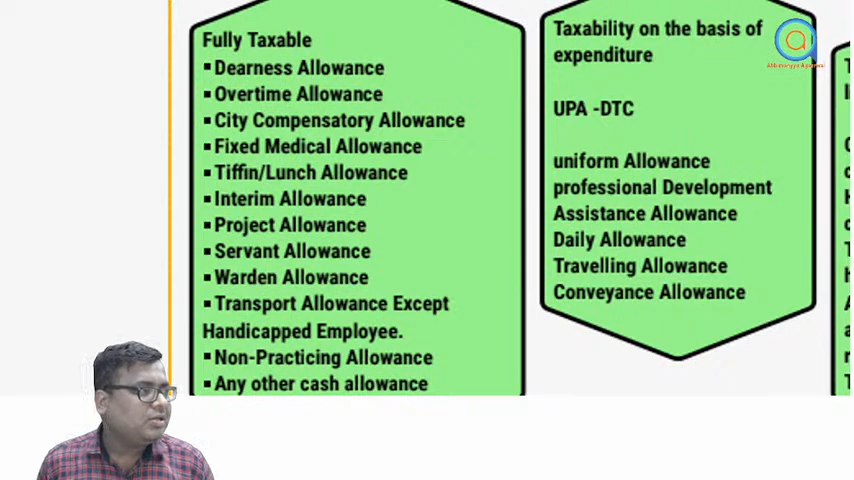 Fully Taxable
▪Dearness Allowance
▪Overtime Allowance
▪City Compensatory Allowance
▪Fixed Medical Allowance
▪Tiffin/Lunch Allowance
▪Interim Allowance
▪Project Allowance
▪Servant Allowance
▪Warden Allowance
▪Transport Allowance Except
Handicapped Employee.
▪Non-Practicing Allowance
▪Any other cash allowance
Taxability on the basis of
expenditure
UPA -DTC
uniform Allowance
professional Development
Assistance Allowance
Daily Allowance
Travelling Allowance
Conveyance Allowance